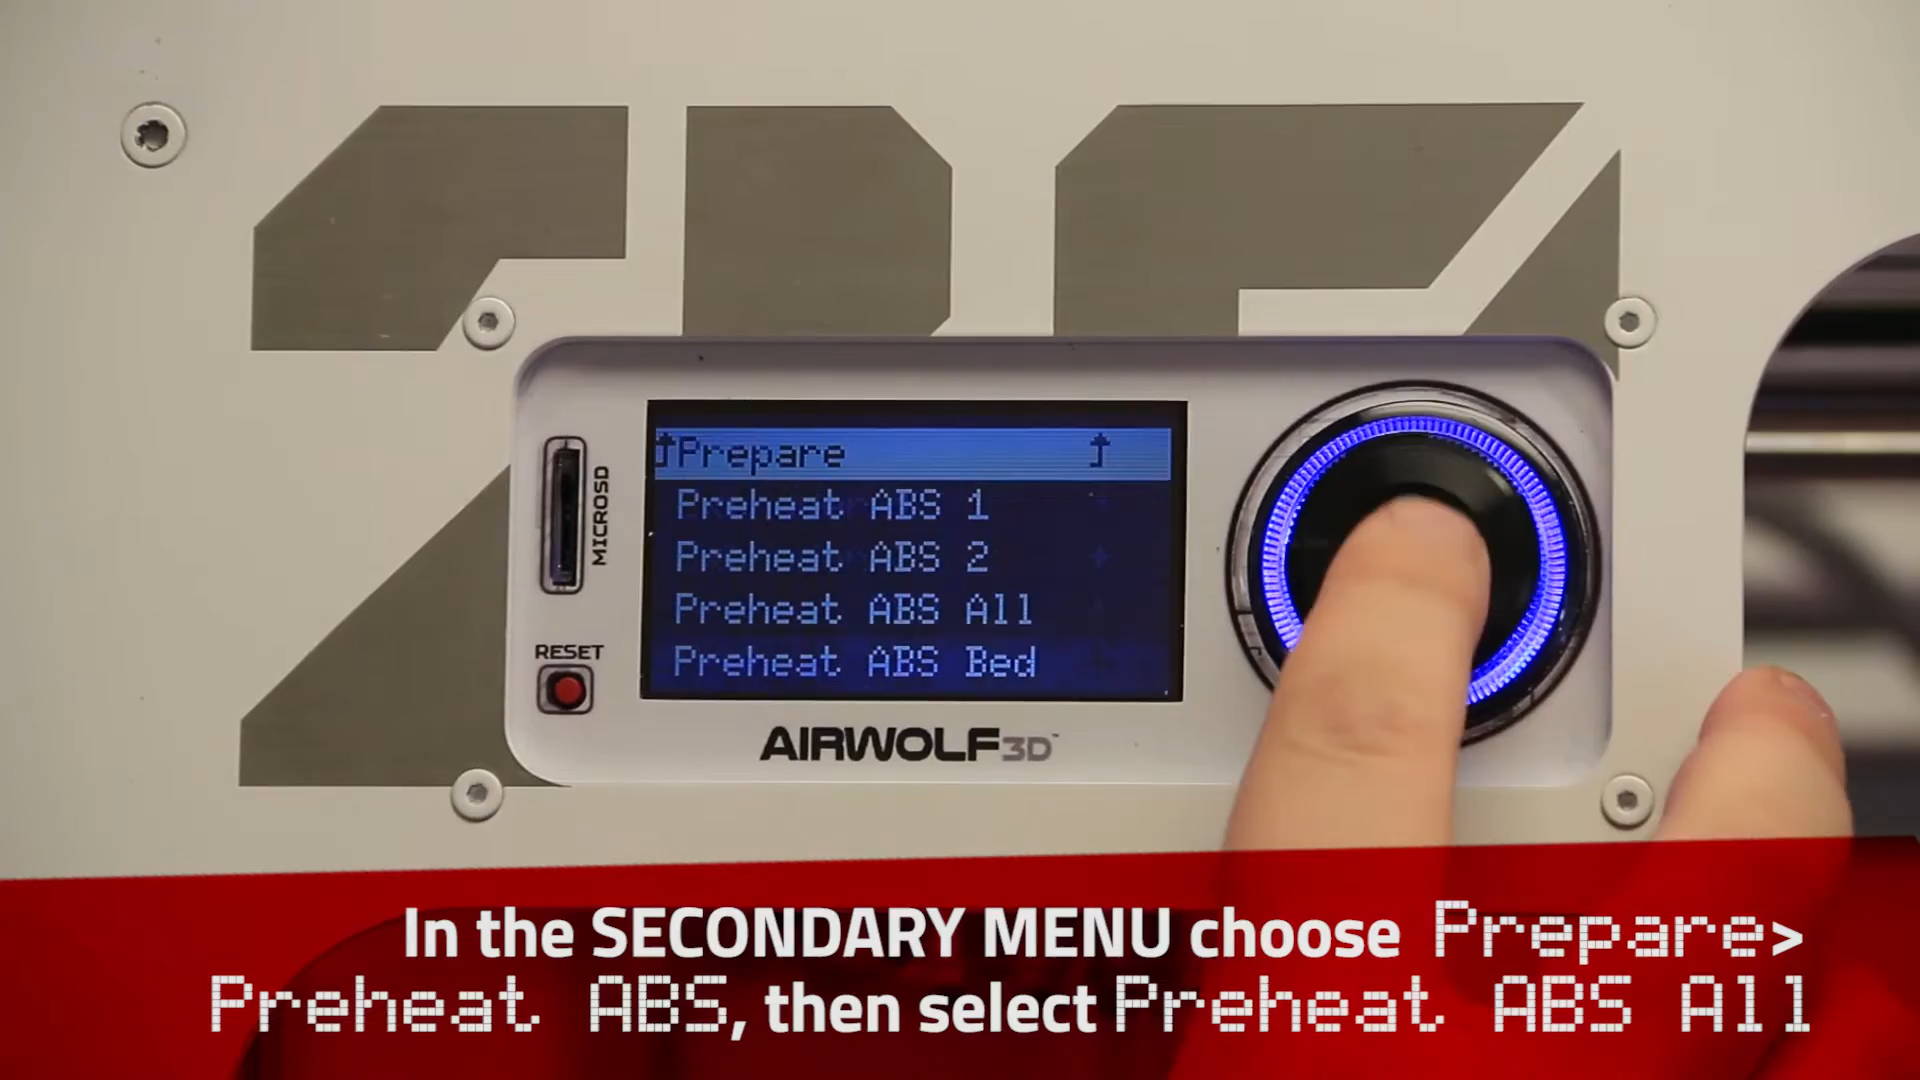 Prepare
Preheat ABS 1
Preheat ABS 2
Preheat ABS All
Preheat ABS Bed
MICROSD
RESET
AIRWOLF3D™
In the SECONDARY MENU choose Prepare>
Preheat ABS, then select Preheat ABS All